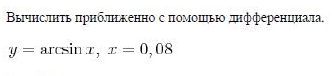 Вычислить приближенно с помощью дифференциала.
y = arcsin x, x = 0,08